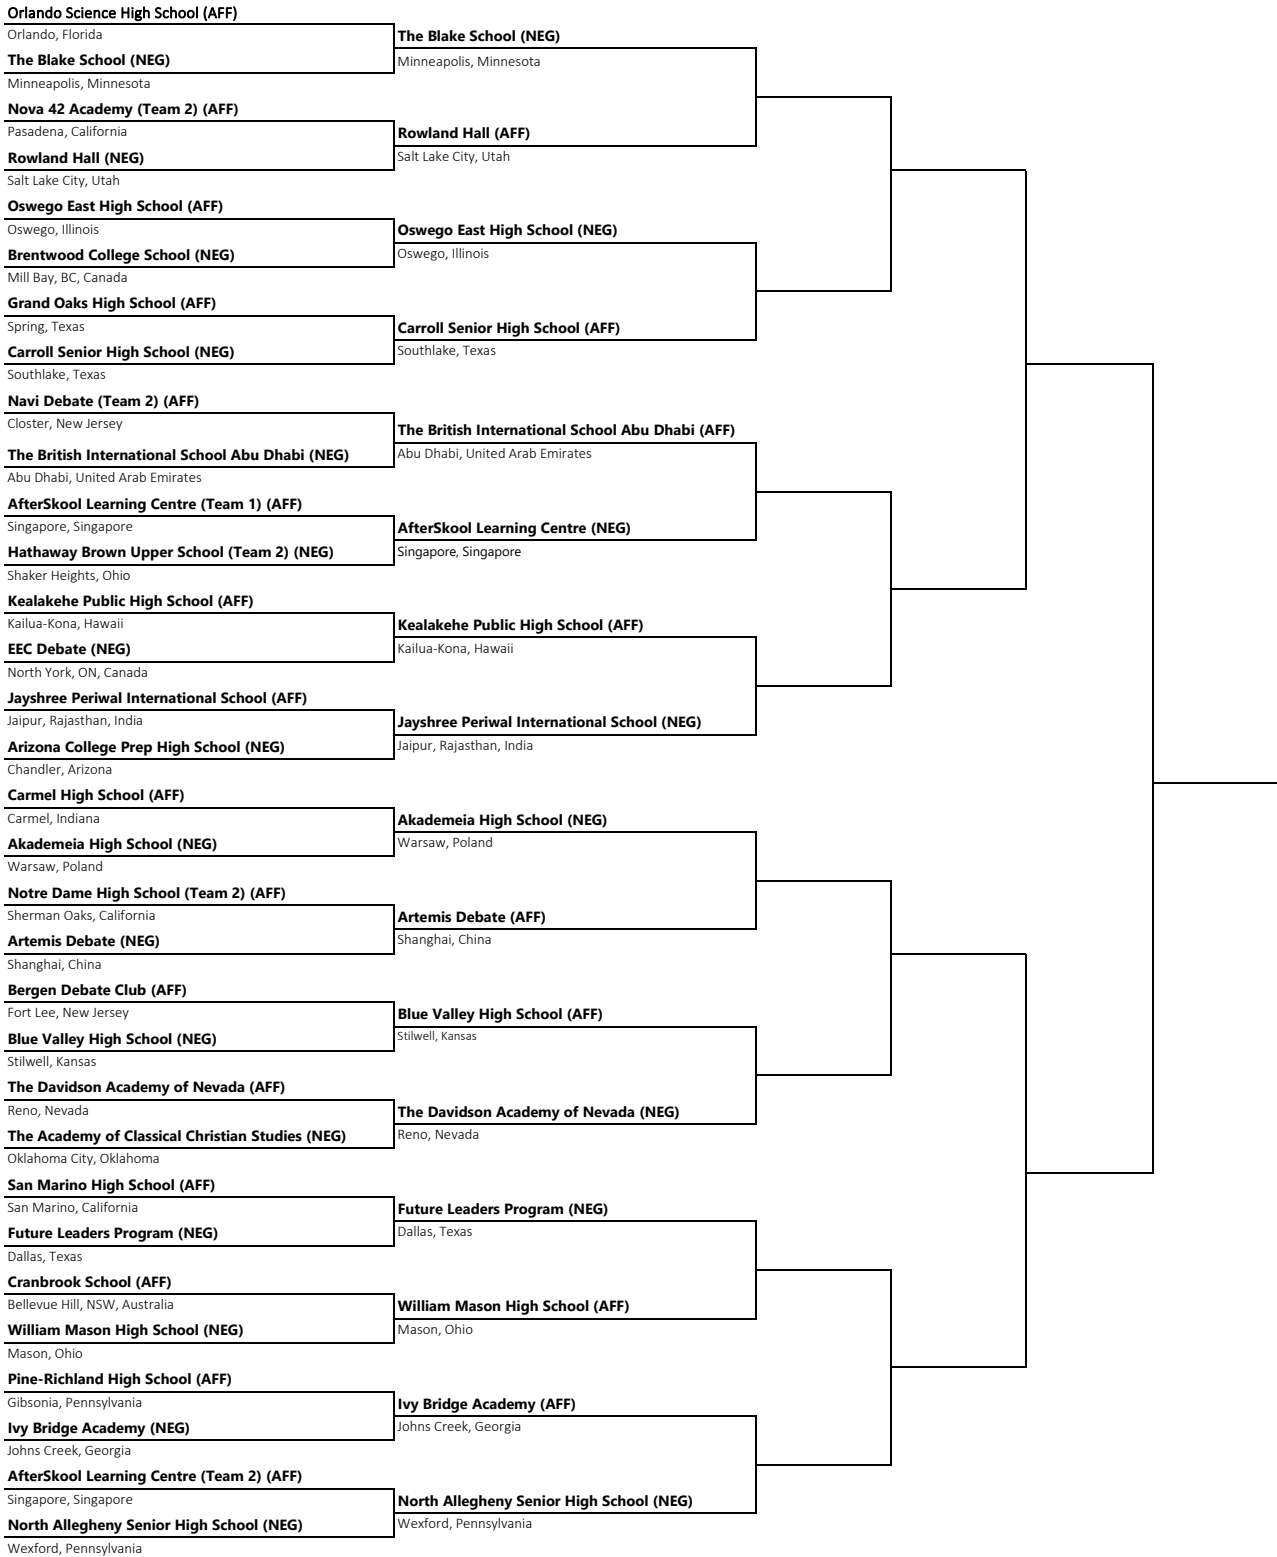 Orlando Science High School (AFF)
Orlando, Florida
The Blake School (NEG)
Minneapolis, Minnesota
Nova 42 Academy (Team 2) (AFF)
Pasadena, California
Rowland Hall (NEG)
Salt Lake City, Utah
Oswego East High School (AFF)
Oswego, Illinois
Brentwood College School (NEG)
Mill Bay, BC, Canada
Grand Oaks High School (AFF)
Spring, Texas
Carroll Senior High School (NEG)
Southlake, Texas
Navi Debate (Team 2) (AFF)
Closter, New Jersey
The British International School Abu Dhabi (NEG)
Abu Dhabi, United Arab Emirates
AfterSkool Learning Centre (Team 1) (AFF)
Singapore, Singapore
Hathaway Brown Upper School (Team 2) (NEG)
Shaker Heights, Ohio
Kealakehe Public High School (AFF)
Kailua-Kona, Hawaii
EEC Debate (NEG)
North York, ON, Canada
Jayshree Periwal International School (AFF)
Jaipur, Rajasthan, India
Arizona College Prep High School (NEG)
Chandler, Arizona
Carmel High School (AFF)
Carmel, Indiana
Akademeia High School (NEG)
Warsaw, Poland
Notre Dame High School (Team 2) (AFF)
Sherman Oaks, California
Artemis Debate (NEG)
Shanghai, China
Bergen Debate Club (AFF)
Fort Lee, New Jersey
Blue Valley High School (NEG)
Stilwell, Kansas
The Davidson Academy of Nevada (AFF)
Reno, Nevada
The Academy of Classical Christian Studies (NEG)
Oklahoma City, Oklahoma
San Marino High School (AFF)
San Marino, California
Future Leaders Program (NEG)
Dallas, Texas
Cranbrook School (AFF)
Bellevue Hill, NSW, Australia
William Mason High School (NEG)
Mason, Ohio
Pine-Richland High School (AFF)
Gibsonia, Pennsylvania
Ivy Bridge Academy (NEG)
Johns Creek, Georgia
AfterSkool Learning Centre (Team 2) (AFF)
Singapore, Singapore
North Allegheny Senior High School (NEG)
Wexford, Pennsylvania
The Blake School (NEG)
Minneapolis, Minnesota
Rowland Hall (AFF)
Salt Lake City, Utah
Oswego East High School (NEG)
Oswego, Illinois
Carroll Senior High School (AFF)
Southlake, Texas
The British International School Abu Dhabi (AFF)
Abu Dhabi, United Arab Emirates
AfterSkool Learning Centre (NEG)
Singapore, Singapore
Kealakehe Public High School (AFF)
Kailua-Kona, Hawaii
Jayshree Periwal International School (NEG)
Jaipur, Rajasthan, India
Akademeia High School (NEG)
Warsaw, Poland
Artemis Debate (AFF)
Shanghai, China
Blue Valley High School (AFF)
Stilwell, Kansas
The Davidson Academy of Nevada (NEG)
Reno, Nevada
Future Leaders Program (NEG)
Dallas, Texas
William Mason High School (AFF)
Mason, Ohio
Ivy Bridge Academy (AFF)
Johns Creek, Georgia
North Allegheny Senior High School (NEG)
Wexford, Pennsylvania